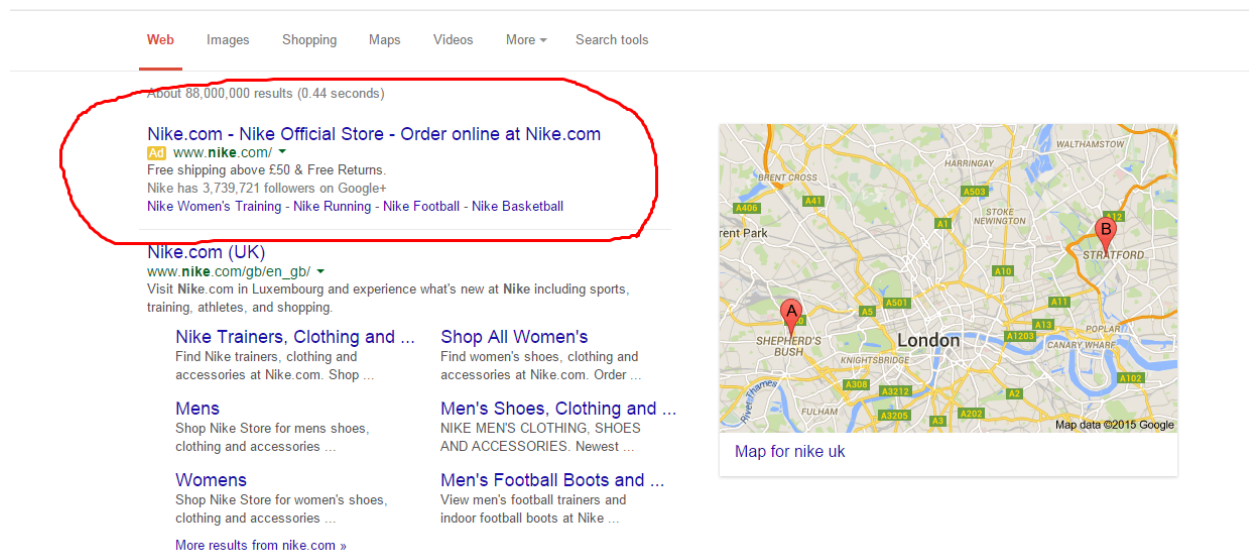 Web Images Shopping Maps Videos More Search tools
About 88,000,000 results (0.44 seconds)
Nike.com - Nike Official Store - Order online at Nike.com
Ad www.nike.com/
Free shipping above £50 & Free Returns.
Nike has 3,739,721 followers on Google+
Nike Women's Training - Nike Running - Nike Football - Nike Basketball
Nike.com (UK)
www.nike.com/gb/en_gb/
Visit Nike.com in Luxembourg and experience what's new at Nike including sports,
training, athletes, and shopping.
Nike Trainers, Clothing and ...
Find Nike trainers, clothing and
accessories at Nike.com. Shop ...
Shop All Women's
Find women's shoes, clothing and
accessories at Nike.com. Order ...
Mens
Shop Nike Store for mens shoes,
clothing and accessories ...
Men's Shoes, Clothing and ...
NIKE MEN'S CLOTHING, SHOES
AND ACCESSORIES. Newest ...
Womens
Shop Nike Store for women's shoes,
clothing and accessories ...
Men's Football Boots and ...
View men's football trainers and
indoor football boots at Nike ...
More results from nike.com »
WALTHAMSTOW
HARRINGAY
BRENT CROSS
A503
A41
A406
STOKE
NEWINGTON
A1
A12
B
rent Park
STRATFORD
A10
A501
A11
A
A5
A13
POPLAR
SHEPHERD'S
BUSH
London
A1203
CANARY WHARF
KNIGHTSBRIDGE
A102
A308
A3212
A2
River Thames
FULHAM
A3205
A3
A202
Map data ©2015 Google
Map for nike uk